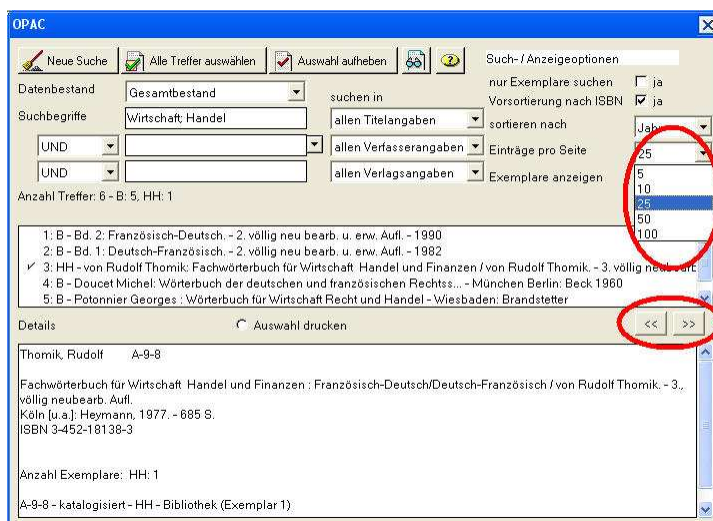 OPAC
Neue Suche Alle Treffer auswählen Auswahl aufheben Such- / Anzeigeoptionen
nur Exemplare suchen ja
Datenbestand Gesamtbestand suchen in Vorsortierung nach ISBN ja
Suchbegriffe Wirtschaft; Handel allen Titelangaben sortieren nach Jahr
UND allen Verfasserangaben Einträge pro Seite 25
UND allen Verlagsangaben Exemplare anzeigen
5
10
25
50
100
Anzahl Treffer: 6 - B: 5, HH: 1
1: B - Bd. 2: Französisch-Deutsch. - 2. völlig neu bearb. u. erw. Aufl. - 1990
2: B - Bd. 1: Deutsch-Französisch. - 2. völlig neu bearb. u. erw. Aufl. - 1982
3: HH - von Rudolf Thomik: Fachwörterbuch für Wirtschaft Handel und Finanzen / von Rudolf Thomik. - 3. völlig neubearb
4: B - Doucet Michel: Wörterbuch der deutschen und französischen Rechtss... - München Berlin: Beck 1960
5: B - Potonnier Georges : Wörterbuch für Wirtschaft Recht und Handel - Wiesbaden: Brandstetter
Details Auswahl drucken << >>
Thomik, Rudolf A-9-8
Fachwörterbuch für Wirtschaft Handel und Finanzen : Französisch-Deutsch/Deutsch-Französisch / von Rudolf Thomik. - 3.,
völlig neubearb. Aufl.
Köln [u.a.]: Heymann, 1977. - 685 S.
ISBN 3-452-18138-3
Anzahl Exemplare: HH: 1
A-9-8 - katalogisiert - HH - Bibliothek (Exemplar 1)